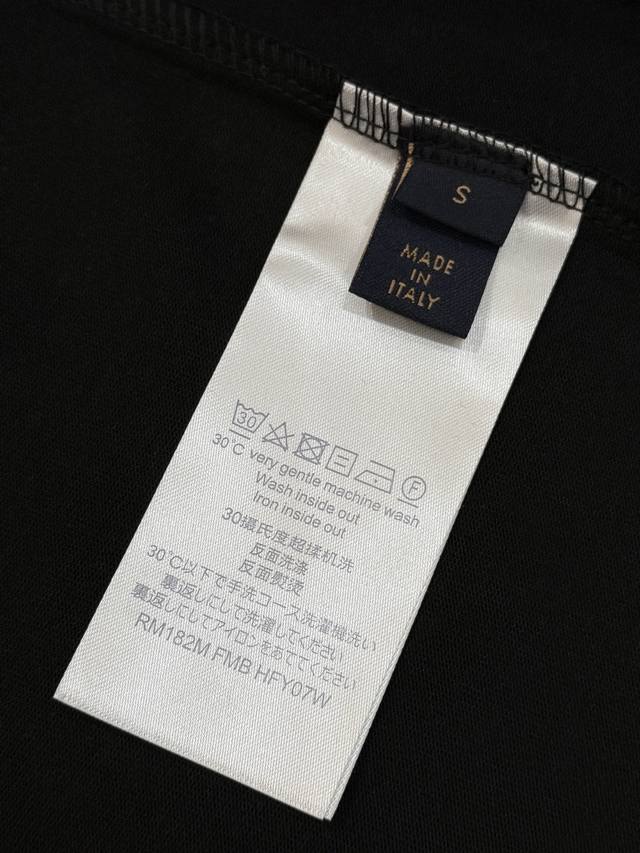 S
MADE
IN
ITALY
30 F
30°C very gentle machine wash
Wash inside out
Iron inside out
30摄氏度超揉机洗
反面洗涤
反面熨烫
30℃以下で手洗コース洗濯機洗い
裏返しにして洗濯してください
裏返しにしてアイロンをあててください
RM182M FMB HFY07W